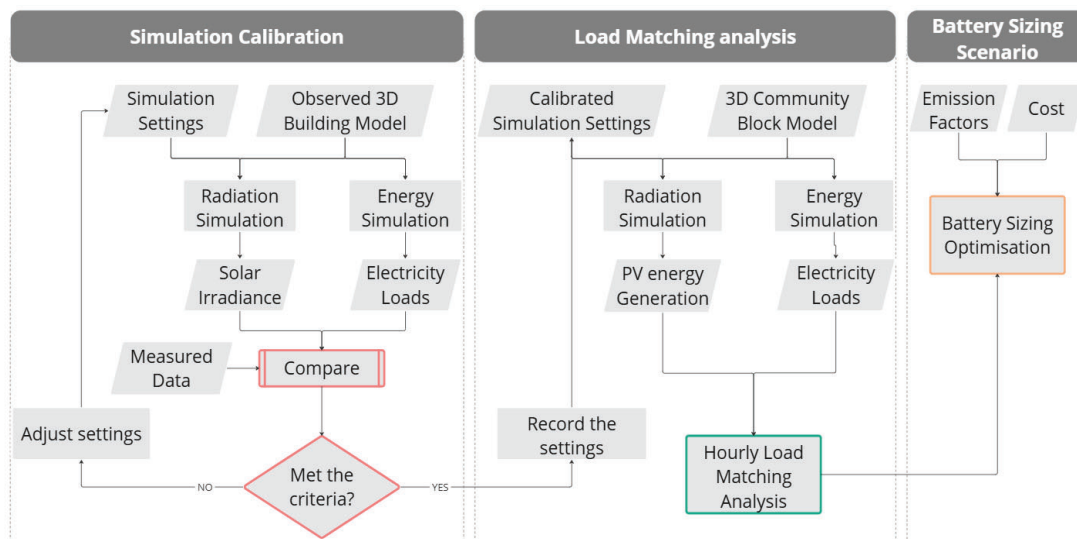 Simulation Calibration
Load Matching analysis
Battery Sizing
Scenario
Simulation
Settings
Observed 3D
Building Model
Radiation
Simulation
Energy
Simulation
Solar
Irradiance
Electricity
Loads
Measured
Data
Compare
Adjust settings
Met the
criteria?
NO
YES
Calibrated
Simulation Settings
3D Community
Block Model
Radiation
Simulation
Energy
Simulation
PV energy
Generation
Electricity
Loads
Record the
settings
Hourly Load
Matching
Analysis
Emission
Factors
Cost
Battery Sizing
Optimisation